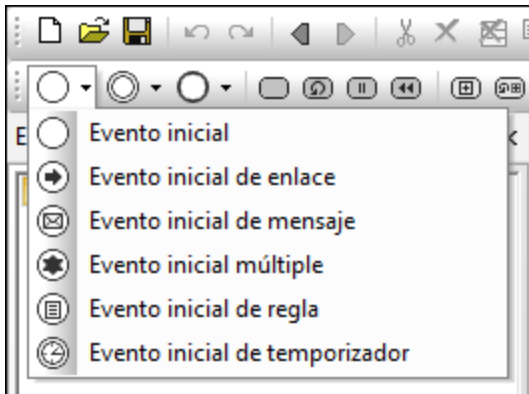 Evento inicial
Evento inicial de enlace
Evento inicial de mensaje
Evento inicial múltiple
Evento inicial de regla
Evento inicial de temporizador